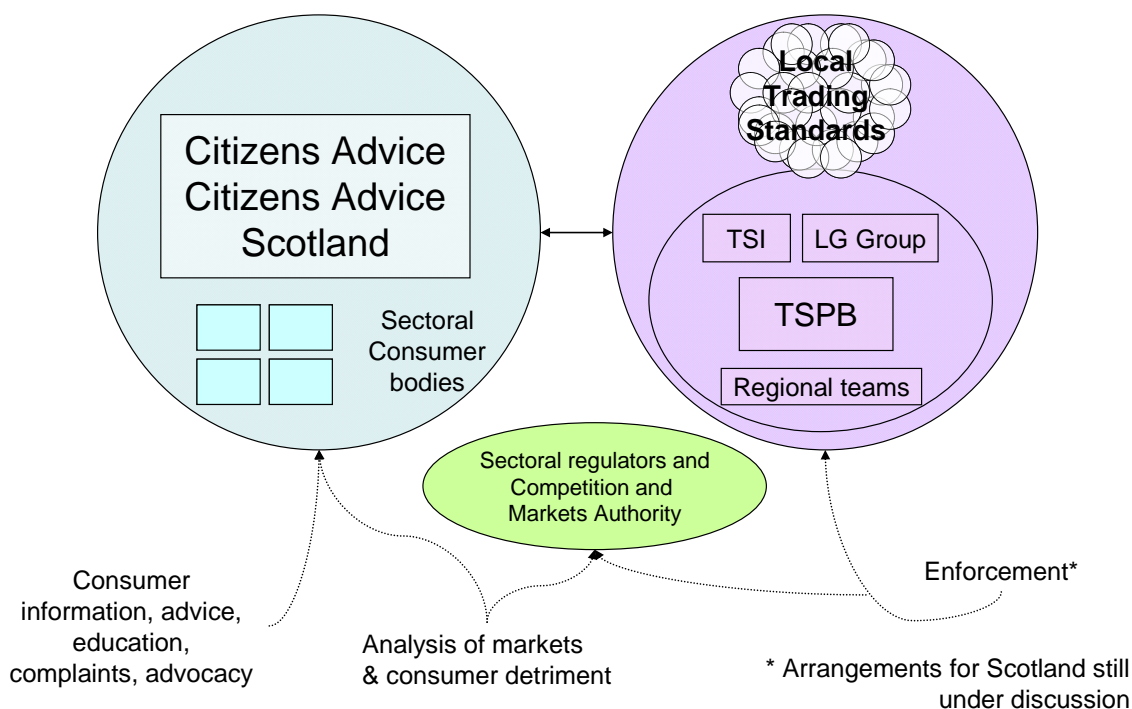 Citizens Advice
Citizens Advice
Scotland
Sectoral
Consumer
bodies
Local
Trading
Standards
TSI
LG Group
TSPB
Regional teams
Sectoral regulators and
Competition and
Markets Authority
Consumer
information, advice,
education,
complaints, advocacy
Analysis of markets
& consumer detriment
Enforcement*
* Arrangements for Scotland still
under discussion